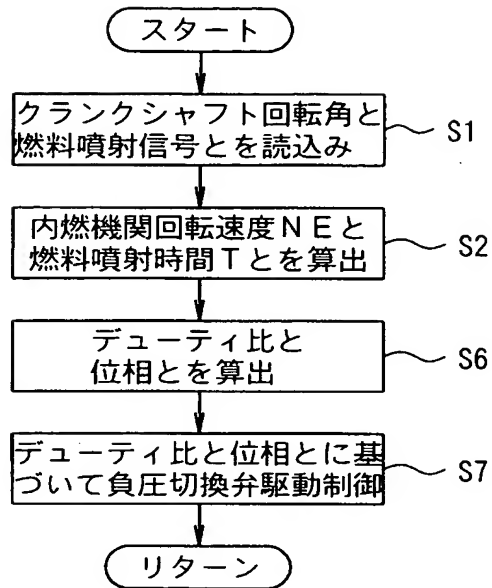 スタート
クランクシャフト回転角と
燃料噴射信号とを読込み
S1
内燃機関回転速度NEと
燃料噴射時間Tとを算出
S2
デューティ比と
位相とを算出
S6
デューティ比と位相とに基
づいて負圧切換弁駆動制御
S7
リターン